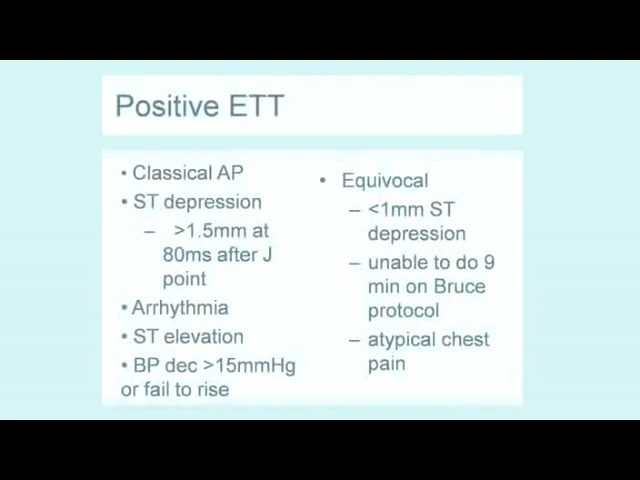 Positive ETT
• Classical AP
• ST depression
– >1.5mm at
80ms after J
point
• Arrhythmia
• ST elevation
• BP dec >15mmHg
or fail to rise
• Equivocal
– <1mm ST
depression
– unable to do 9
min on Bruce
protocol
– atypical chest
pain